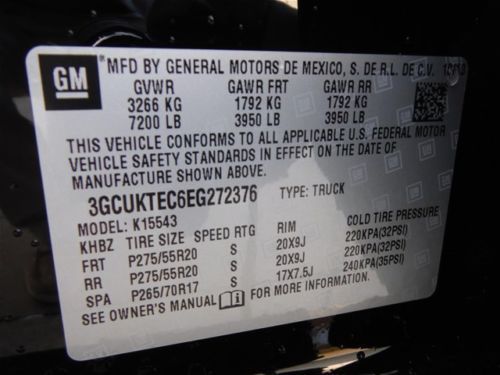 GM
MFD BY GENERAL MOTORS DE MEXICO, S. DE R.L. DE C.V.
GVWR GAWR FRT GAWR RR
3266 KG 1792 KG 1792 KG
7200 LB 3950 LB 3950 LB
THIS VEHICLE CONFORMS TO ALL APPLICABLE U.S. FEDERAL MOTOR
VEHICLE SAFETY STANDARDS IN EFFECT ON THE DATE OF
MANUFACTURE SHOWN ABOVE.
3GCUKTEC6EG272376 TYPE: TRUCK
MODEL: K15543
KHBZ TIRE SIZE SPEED RTG RIM COLD TIRE PRESSURE
FRT P275/55R20 S 20X9J 220KPA(32PSI)
RR P275/55R20 S 20X9J 220KPA(32PSI)
SPA P265/70R17 S 17X7.5J 240KPA(35PSI)
SEE OWNER'S MANUAL FOR MORE INFORMATION.